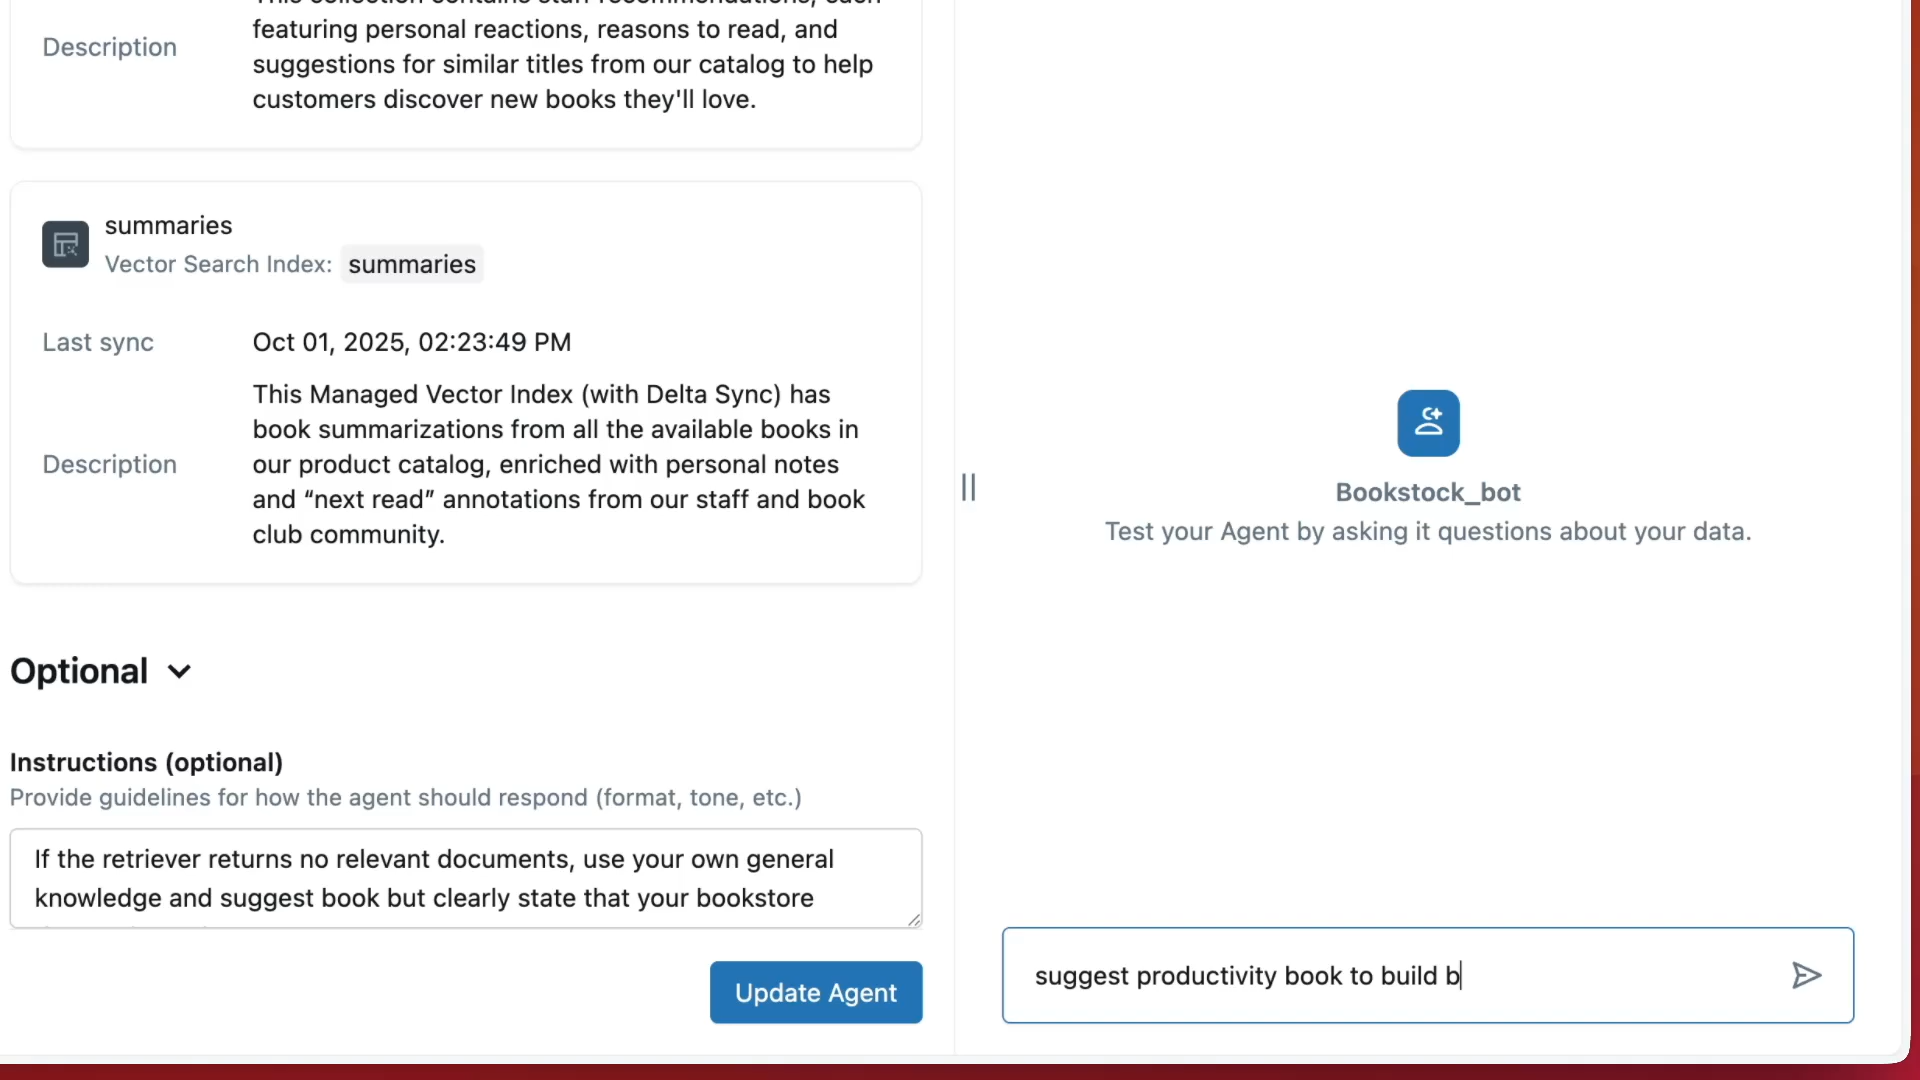 Description
featuring personal reactions, reasons to read, and
suggestions for similar titles from our catalog to help
customers discover new books they'll love.
summaries
Vector Search Index: summaries
Last sync
Oct 01, 2025, 02:23:49 PM
Description
This Managed Vector Index (with Delta Sync) has
book summarizations from all the available books in
our product catalog, enriched with personal notes
and “next read” annotations from our staff and book
club community.
Optional
Instructions (optional)
Provide guidelines for how the agent should respond (format, tone, etc.)
If the retriever returns no relevant documents, use your own general
knowledge and suggest book but clearly state that your bookstore
Update Agent
Bookstock_bot
Test your Agent by asking it questions about your data.
suggest productivity book to build b